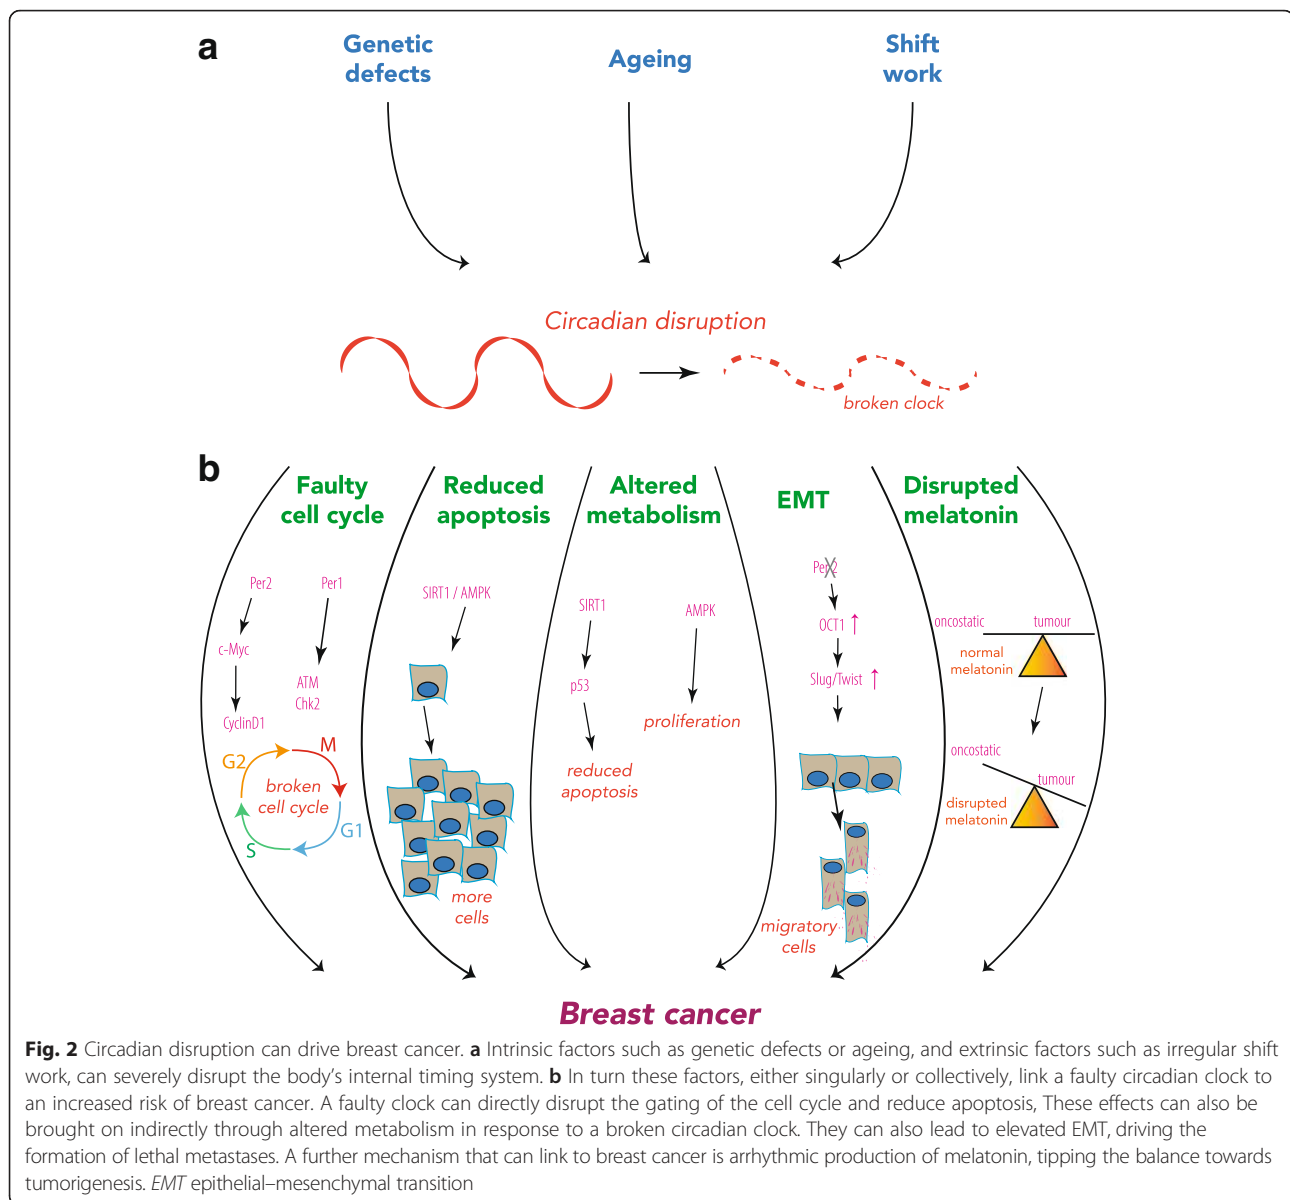 a
Genetic
defects
Ageing
Shift
work
Circadian disruption
broken clock
b
Faulty
cell cycle
Per2
Per1
c-Myc
ATM
Chk2
CyclinD1
G2
M
broken
cell cycle
G1
S
Reduced
apoptosis
SIRT1 / AMPK
more
cells
Altered
metabolism
SIRT1
AMPK
p53
proliferation
reduced
apoptosis
EMT
Per2
OCT1 ↑
Slug/Twist ↑
migratory
cells
Disrupted
melatonin
oncostatic
tumour
normal
melatonin
oncostatic
tumour
disrupted
melatonin
Breast cancer
Fig. 2 Circadian disruption can drive breast cancer. a Intrinsic factors such as genetic defects or ageing, and extrinsic factors such as irregular shift
work, can severely disrupt the body's internal timing system. b In turn these factors, either singularly or collectively, link a faulty circadian clock to
an increased risk of breast cancer. A faulty clock can directly disrupt the gating of the cell cycle and reduce apoptosis, These effects can also be
brought on indirectly through altered metabolism in response to a broken circadian clock. They can also lead to elevated EMT, driving the
formation of lethal metastases. A further mechanism that can link to breast cancer is arrhythmic production of melatonin, tipping the balance towards
tumorigenesis. EMT epithelial–mesenchymal transition